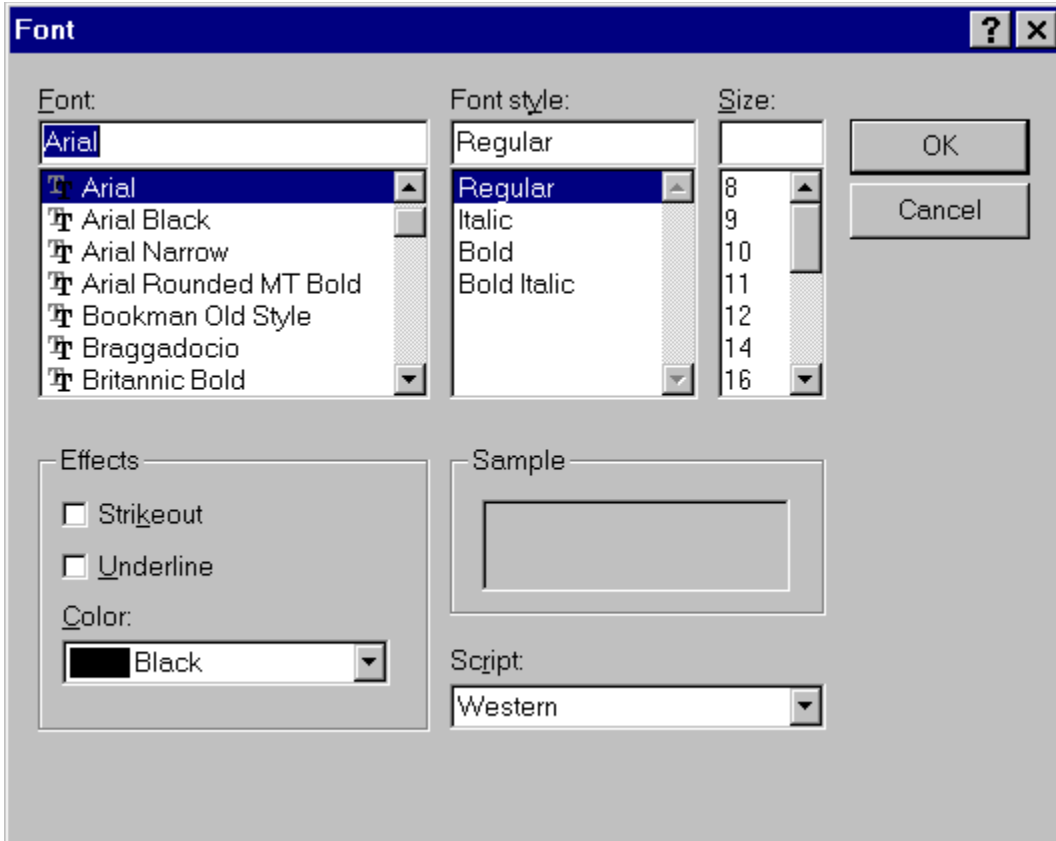 Font
Font: Font style: Size:
Arial Regular OK
Arial Regular 8 Cancel
Arial Black Italic 9
Arial Narrow Bold 10
Arial Rounded MT Bold Bold Italic 11
Bookman Old Style 12
Braggadocio 14
Britannic Bold 16
Effects Sample
Strikeout
Underline
Color:
Black Script:
Western